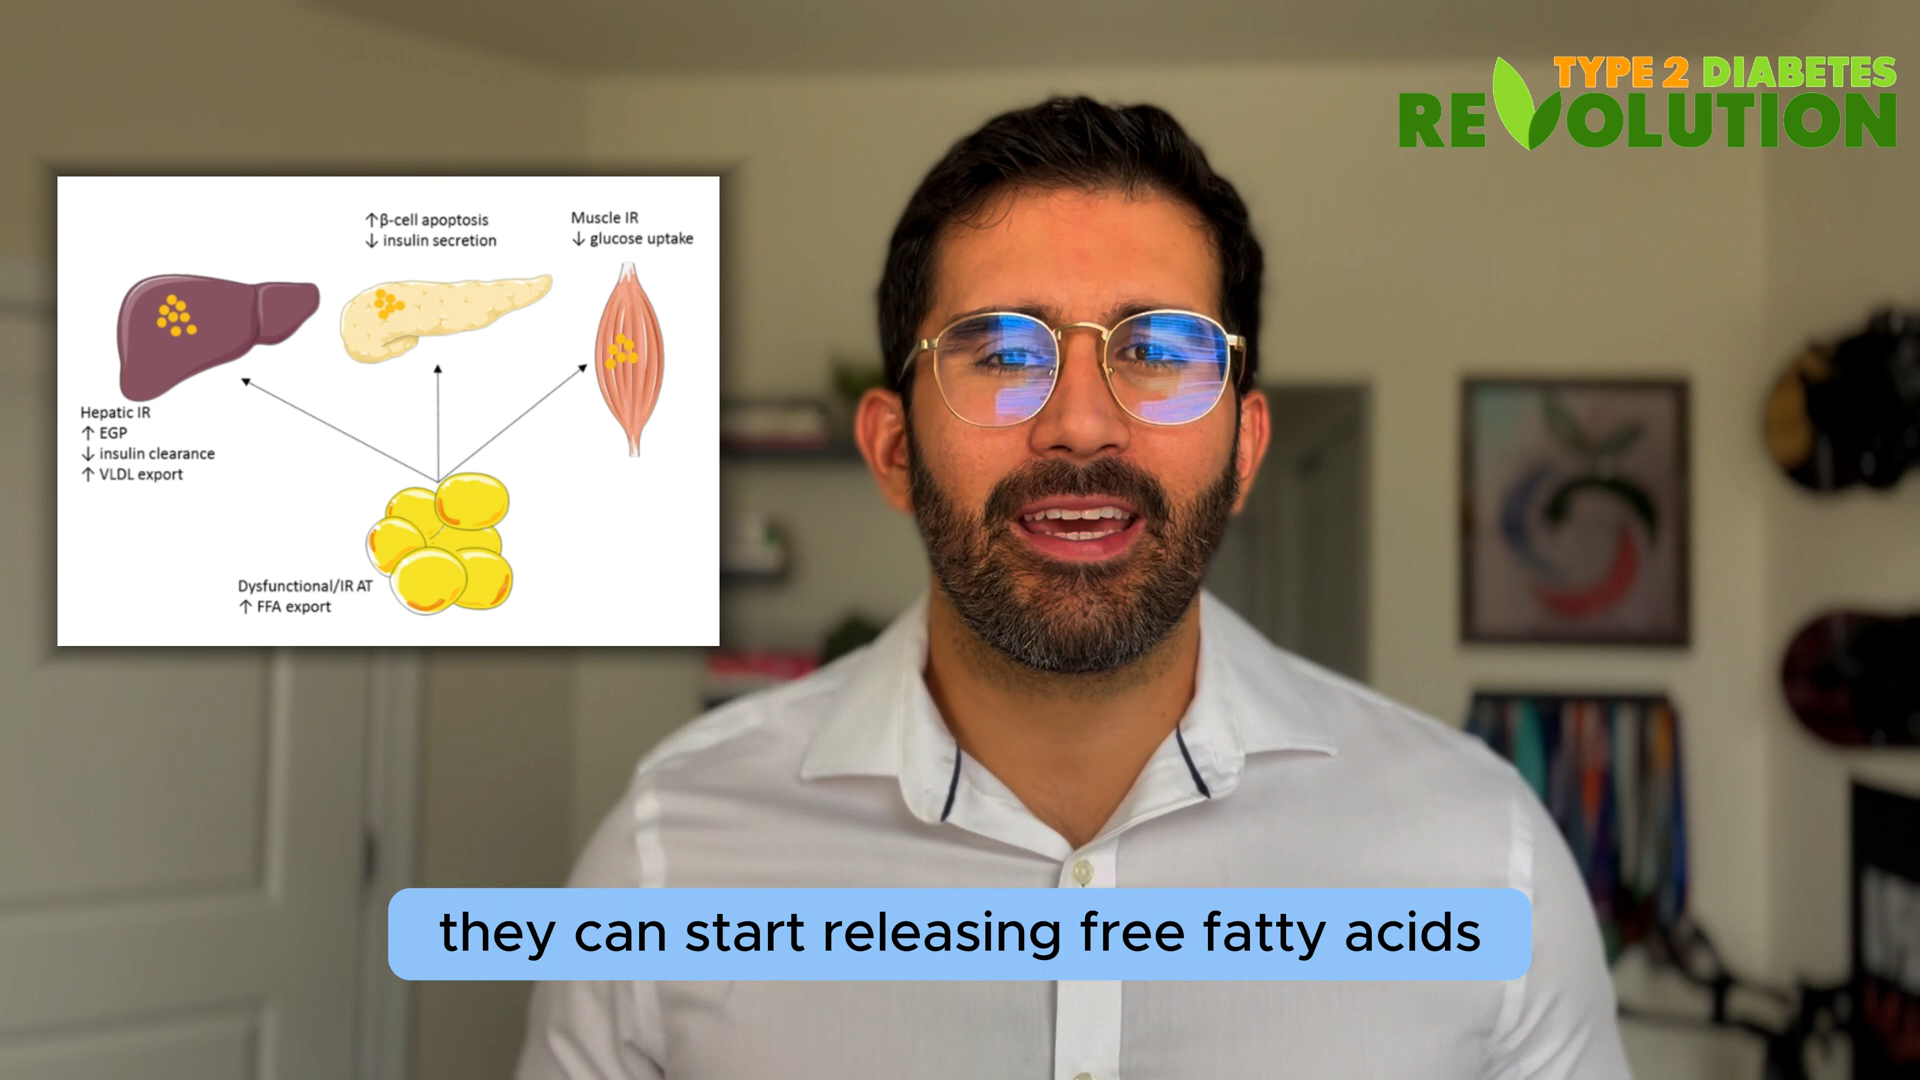 TYPE 2 DIABETES
REVOLUTION
↑β-cell apoptosis
↓ insulin secretion
Muscle IR
↓ glucose uptake
Hepatic IR
↑ EGP
↓ insulin clearance
↑ VLDL export
Dysfunctional/IR AT
↑ FFA export
they can start releasing free fatty acids